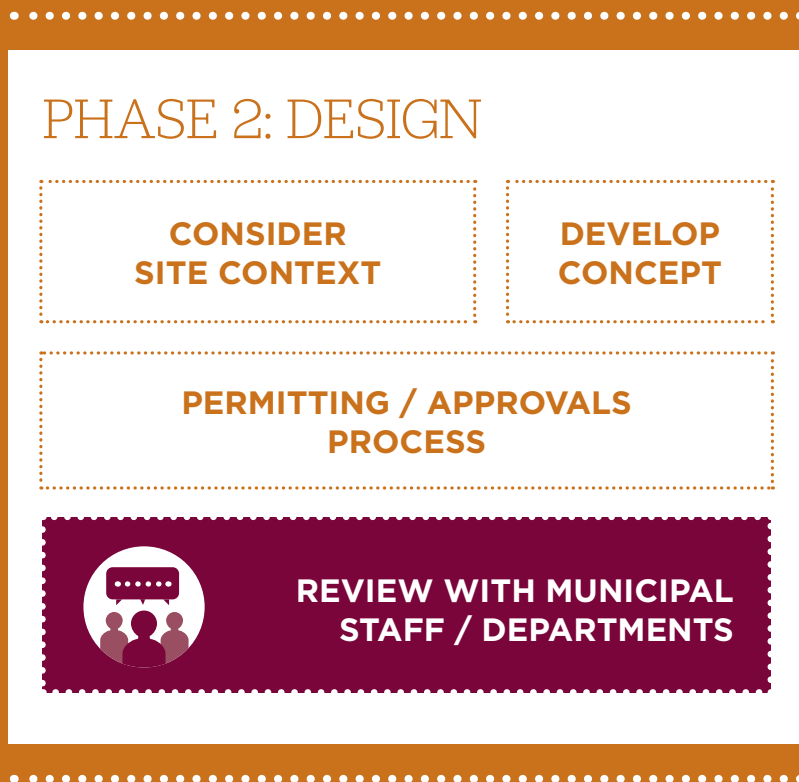 PHASE 2: DESIGN
CONSIDER
SITE CONTEXT
DEVELOP
CONCEPT
PERMITTING / APPROVALS
PROCESS
REVIEW WITH MUNICIPAL
STAFF / DEPARTMENTS